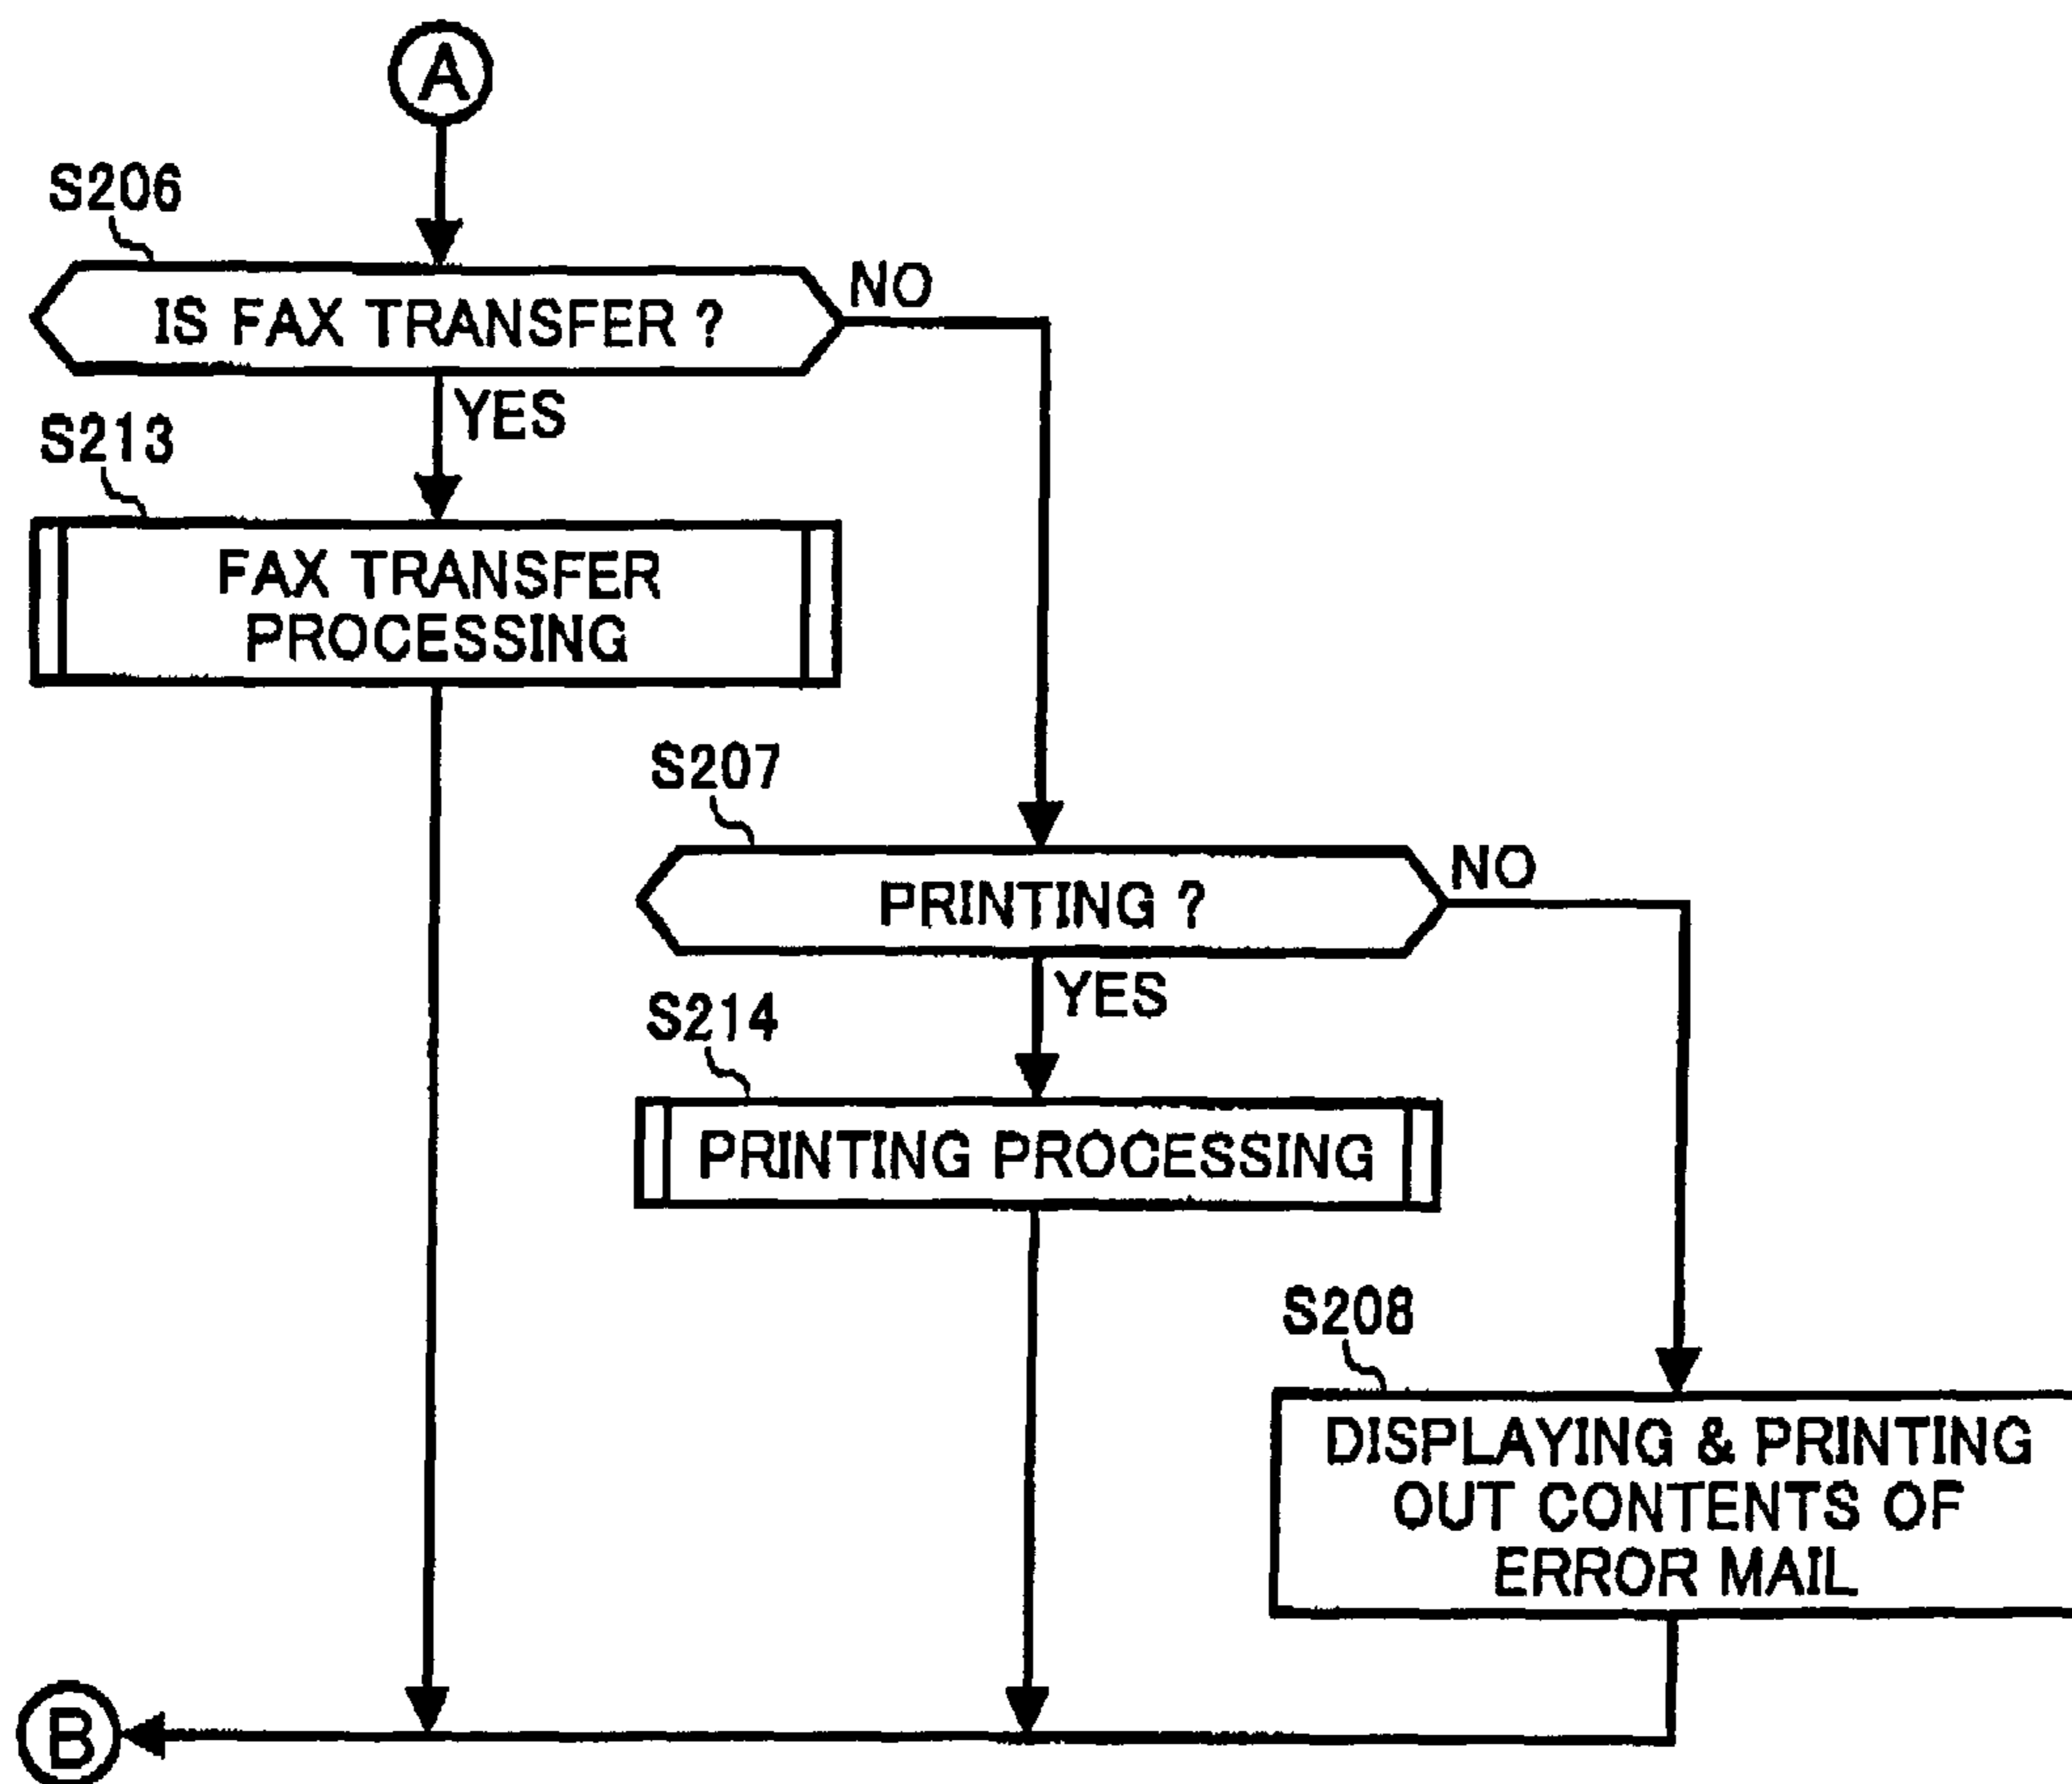 A
S206
IS FAX TRANSFER ?
NO
YES
S213
FAX TRANSFER
PROCESSING
S207
PRINTING ?
NO
YES
S214
PRINTING PROCESSING
S208
DISPLAYING & PRINTING
OUT CONTENTS OF
ERROR MAIL
B